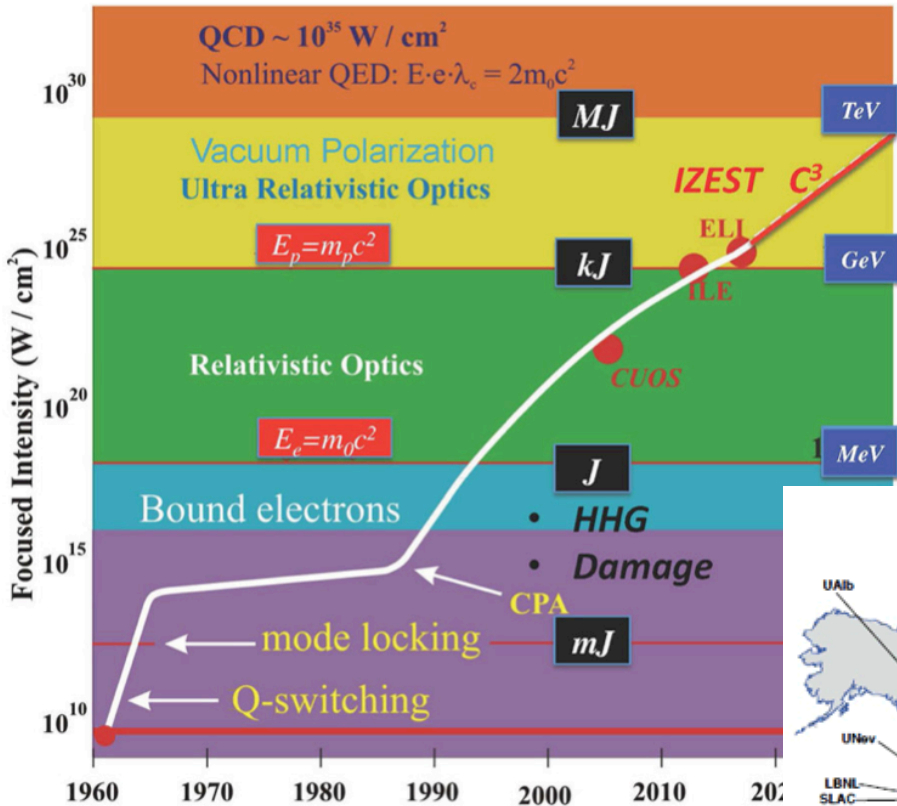 QCD ~ 10³⁵ W / cm²
Nonlinear QED: E·e·λc = 2m₀c²
10³⁰
MJ
TeV
Vacuum Polarization
Ultra Relativistic Optics
IZEST C³
ELI
10²⁵
Eₚ=mₚc²
kJ
GeV
ILE
Relativistic Optics
CUOS
10²⁰
Eₑ=m₀c²
J
1
MeV
Bound electrons
• HHG
10¹⁵
• Damage
CPA
mode locking
mJ
Q-switching
10¹⁰
Focused Intensity (W / cm²)
1960
1970
1980
1990
2000
2010
UAlb
UNev
LBNL
SLAC